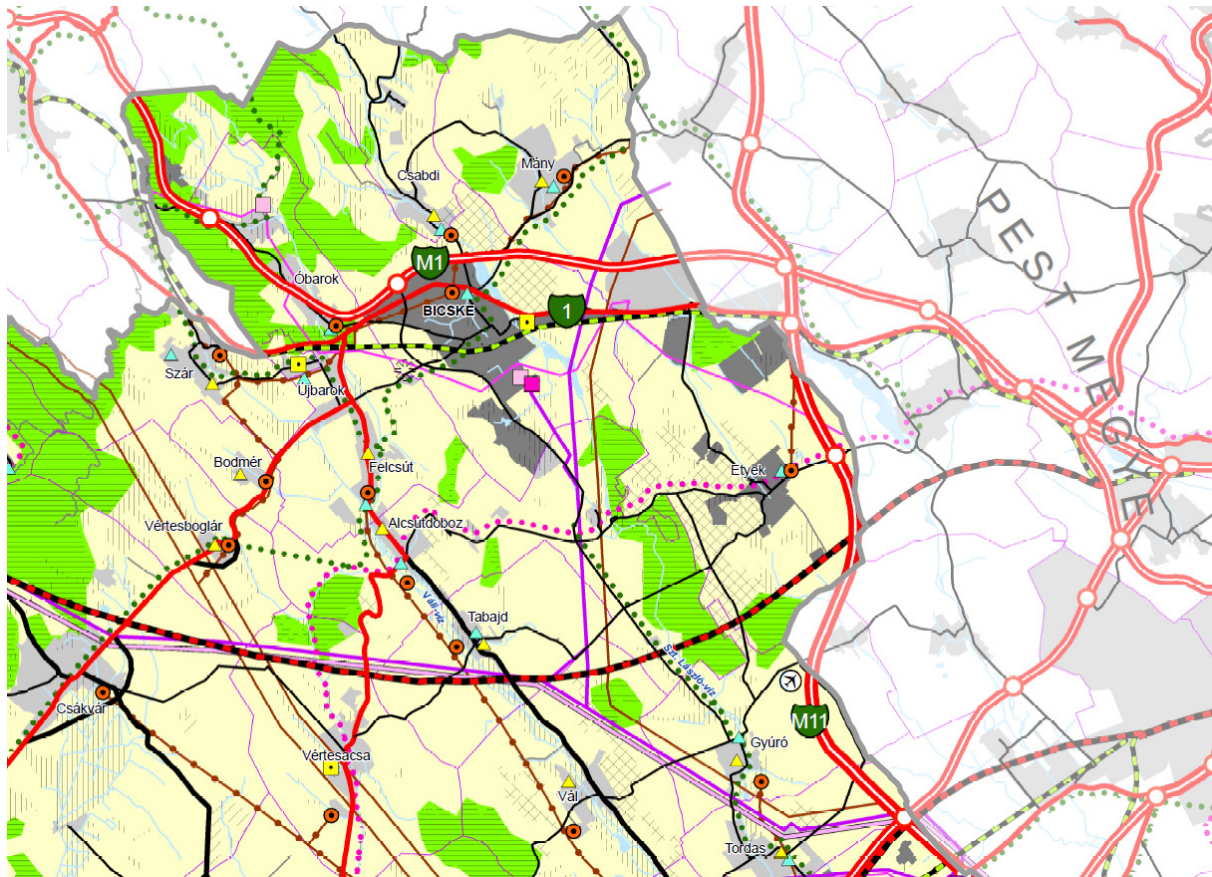 Mány
Csabdi
PEST MEGYE
M1
Óbarok
BICSKE
1
Szár
Újbarok
Bodmér
Felcsút
Etyek
Vértesboglár
Alcsútdoboz
Váli-víz
Tabajd
Szt. László-víz
Csákvár
M11
Gyúró
Vértesacsa
Vál
Tordas